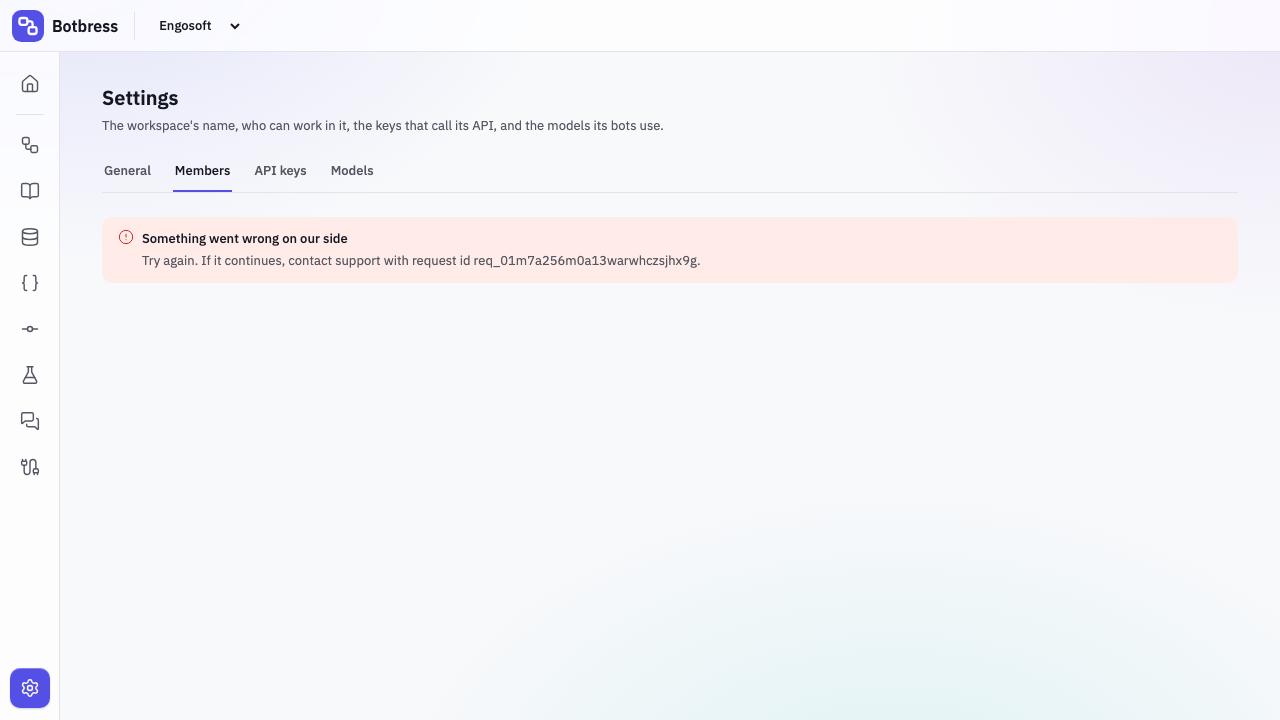 Botbress
Engosoft
Settings
The workspace's name, who can work in it, the keys that call its API, and the models its bots use.
General
Members
API keys
Models
Something went wrong on our side
Try again. If it continues, contact support with request id req_01m7a256m0a13warwhczsjhx9g.